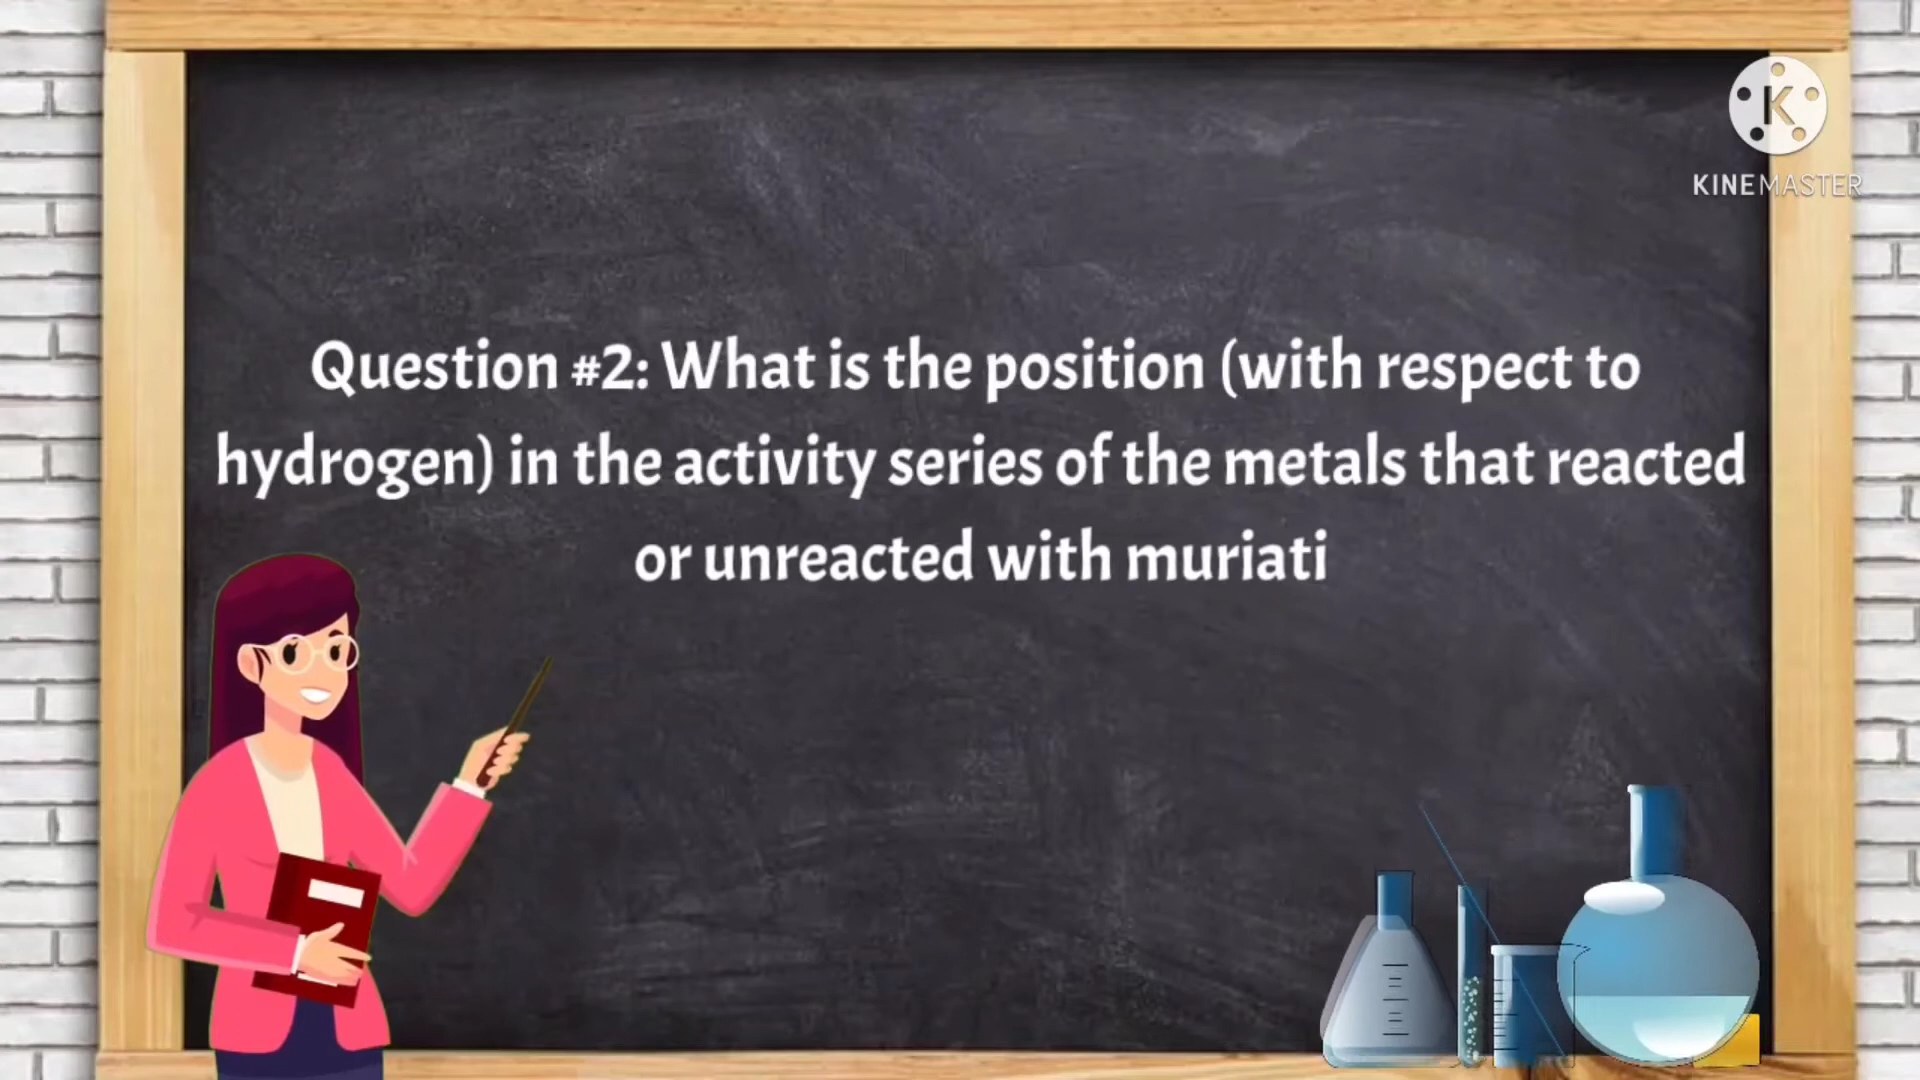 KINEMASTER
Question #2: What is the position (with respect to
hydrogen) in the activity series of the metals that reacted
or unreacted with muriati